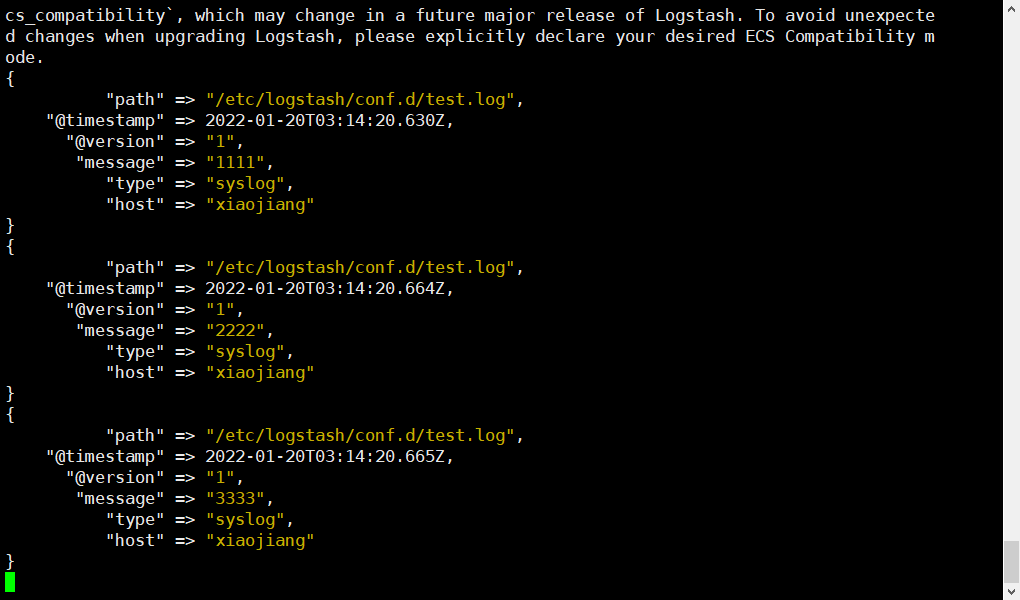 cs_compatibility`, which may change in a future major release of Logstash. To avoid unexpecte
d changes when upgrading Logstash, please explicitly declare your desired ECS Compatibility m
ode.
{
          "path" => "/etc/logstash/conf.d/test.log",
    "@timestamp" => 2022-01-20T03:14:20.630Z,
      "@version" => "1",
       "message" => "1111",
          "type" => "syslog",
          "host" => "xiaojiang"
}
{
          "path" => "/etc/logstash/conf.d/test.log",
    "@timestamp" => 2022-01-20T03:14:20.664Z,
      "@version" => "1",
       "message" => "2222",
          "type" => "syslog",
          "host" => "xiaojiang"
}
{
          "path" => "/etc/logstash/conf.d/test.log",
    "@timestamp" => 2022-01-20T03:14:20.665Z,
      "@version" => "1",
       "message" => "3333",
          "type" => "syslog",
          "host" => "xiaojiang"
}